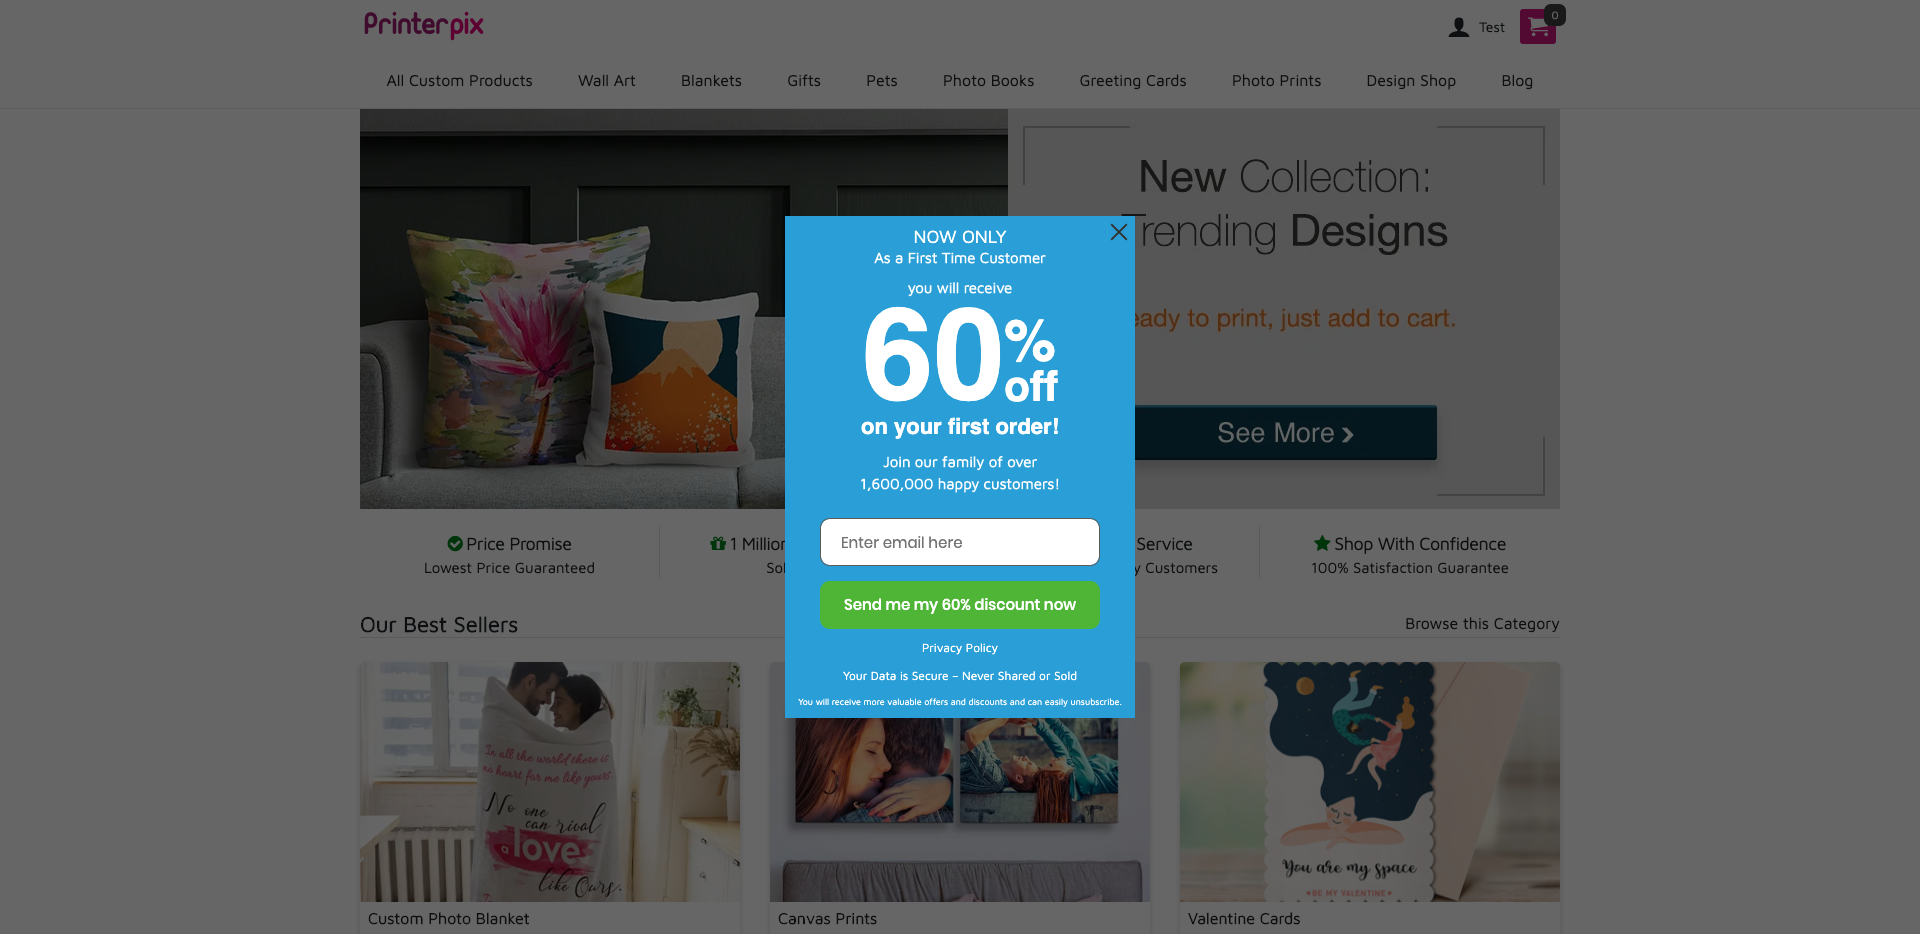 Printerpix
Test
0
All Custom Products
Wall Art
Blankets
Gifts
Pets
Photo Books
Greeting Cards
Photo Prints
Design Shop
Blog
New Collection:
Trending Designs
eady to print, just add to cart.
See More
NOW ONLY
As a First Time Customer
you will receive
60% off
on your first order!
Join our family of over
1,600,000 happy customers!
Enter email here
Send me my 60% discount now
Privacy Policy
Your Data is Secure – Never Shared or Sold
You will receive more valuable offers and discounts and can easily unsubscribe.
Price Promise
Lowest Price Guaranteed
1 Million
Sol
Service
y Customers
Shop With Confidence
100% Satisfaction Guarantee
Our Best Sellers
Browse this Category
In all the world there is
no heart for me like yours
No one
can rival
a love
like Ours.
You are my space
BE MY VALENTINE
Custom Photo Blanket
Canvas Prints
Valentine Cards